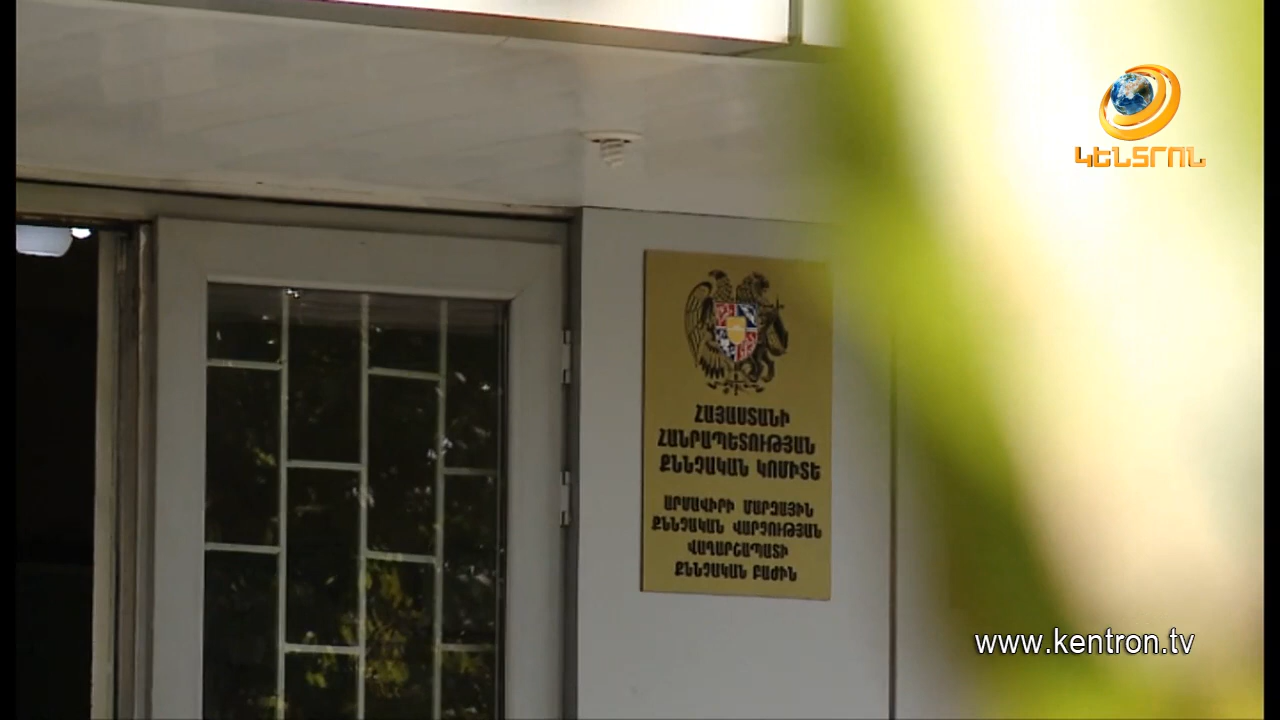 ԿԵՆՏՐՈՆ
ՀԱՅԱՍՏԱՆԻ
ՀԱՆՐԱՊԵՏՈՒԹՅԱՆ
ՔՆՆՉԱԿԱՆ ԿՈՄԻՏԵ
ԱՐՄԱՎԻՐԻ ՄԱՐԶԱՅԻՆ
ՔՆՆՉԱԿԱՆ ՎԱՐՉՈՒԹՅԱՆ
ՎԱՂԱՐՇԱՊԱՏԻ
ՔՆՆՉԱԿԱՆ ԲԱԺԻՆ
www.kentron.tv